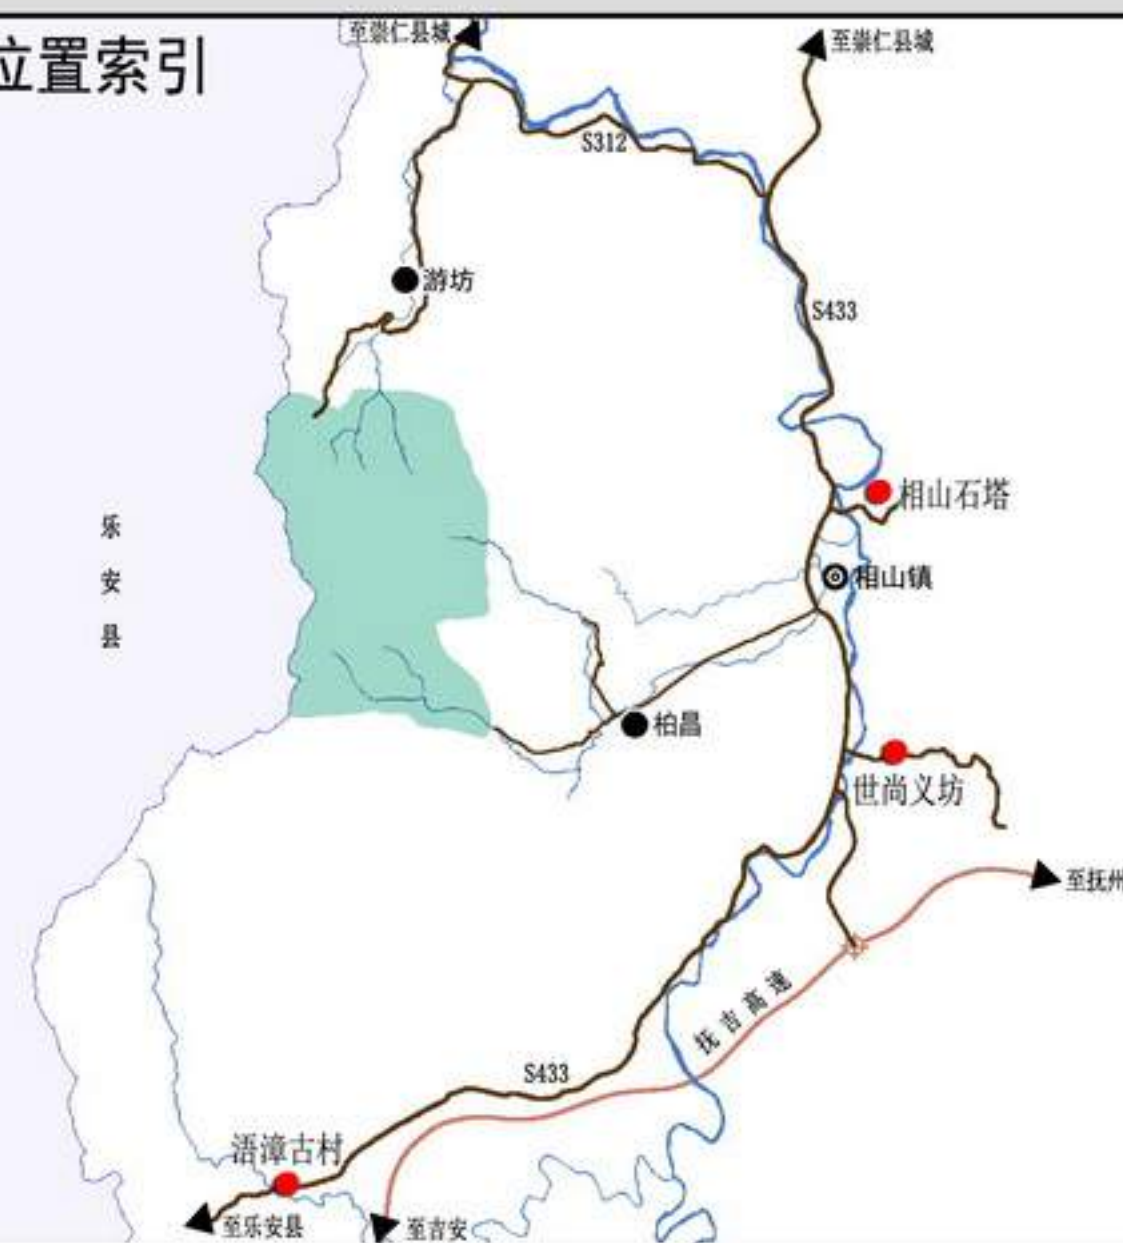 位置索引
至崇仁县城
至崇仁县城
S312
游坊
S433
相山石塔
乐安县
相山镇
柏昌
世尚义坊
至抚州
抚吉高速
S433
浯漳古村
至乐安县
至吉安